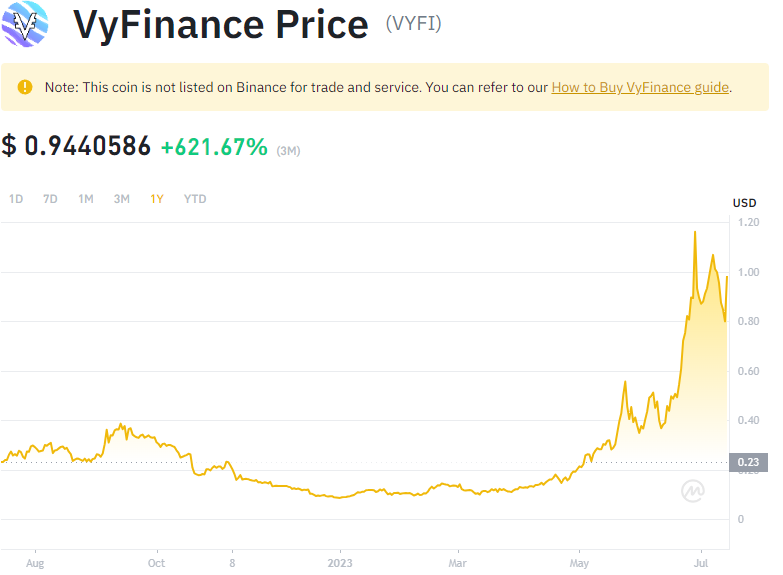 VyFinance Price (VYFI)
Note: This coin is not listed on Binance for trade and service. You can refer to our How to Buy VyFinance guide.
$ 0.9440586 +621.67% (3M)
1D 7D 1M 3M 1Y YTD
USD
1.20
1.00
0.80
0.60
0.40
0.23
0.20
0
Aug Oct 8 2023 Mar May Jul